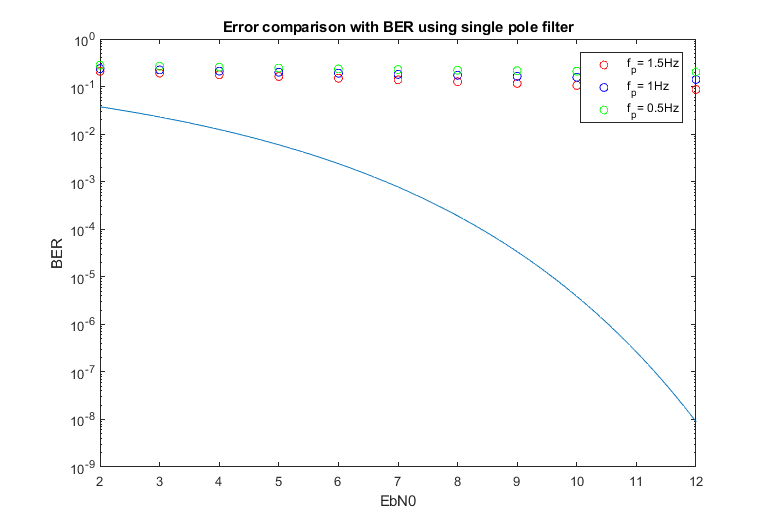 Error comparison with BER using single pole filter
10^0
10^-1
10^-2
10^-3
10^-4
10^-5
10^-6
10^-7
10^-8
10^-9
BER
f_p = 1.5Hz
f_p = 1Hz
f_p = 0.5Hz
2 3 4 5 6 7 8 9 10 11 12
EbN0